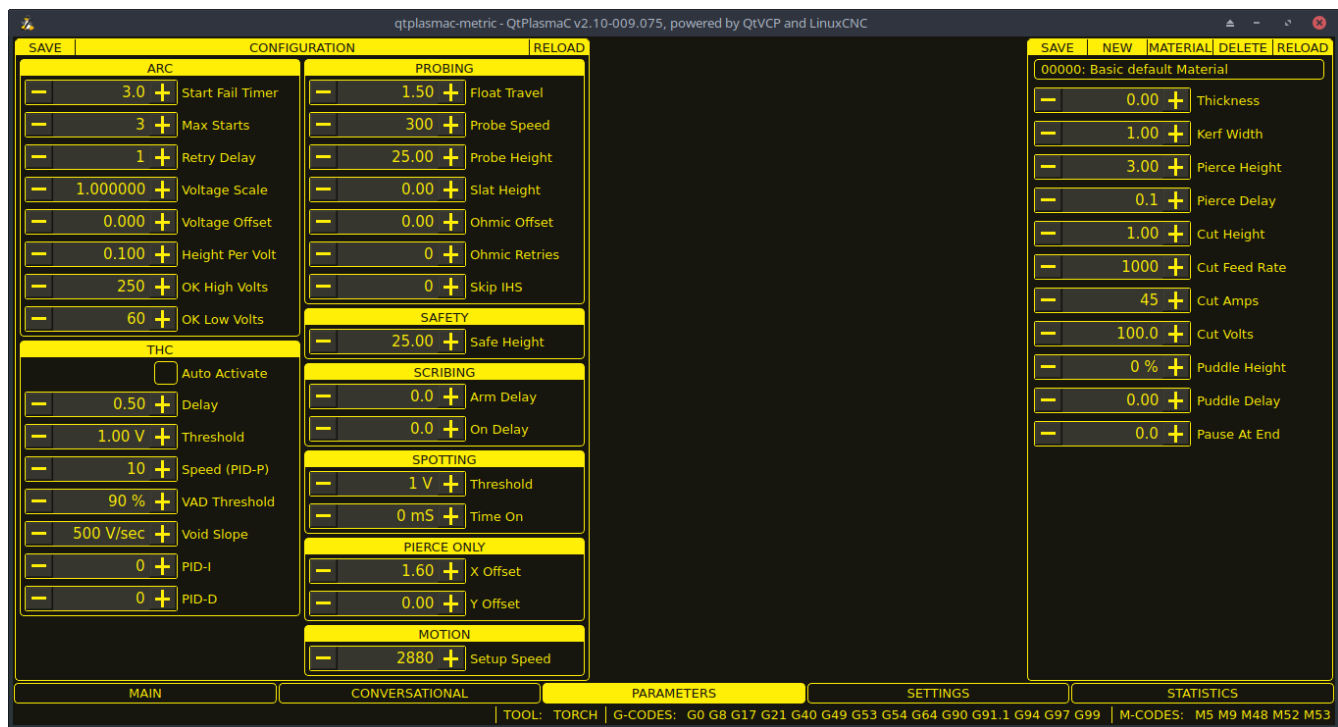 qtplasmac-metric - QtPlasmaC v2.10-009.075, powered by QtVCP and LinuxCNC
SAVE CONFIGURATION RELOAD
ARC
3.0 Start Fail Timer
3 Max Starts
1 Retry Delay
1.000000 Voltage Scale
0.000 Voltage Offset
0.100 Height Per Volt
250 OK High Volts
60 OK Low Volts
THC
Auto Activate
0.50 Delay
1.00 V Threshold
10 Speed (PID-P)
90 % VAD Threshold
500 V/sec Void Slope
0 PID-I
0 PID-D
PROBING
1.50 Float Travel
300 Probe Speed
25.00 Probe Height
0.00 Slat Height
0.00 Ohmic Offset
0 Ohmic Retries
0 Skip IHS
SAFETY
25.00 Safe Height
SCRIBING
0.0 Arm Delay
0.0 On Delay
SPOTTING
1 V Threshold
0 mS Time On
PIERCE ONLY
1.60 X Offset
0.00 Y Offset
MOTION
2880 Setup Speed
SAVE NEW MATERIAL DELETE RELOAD
00000: Basic default Material
0.00 Thickness
1.00 Kerf Width
3.00 Pierce Height
0.1 Pierce Delay
1.00 Cut Height
1000 Cut Feed Rate
45 Cut Amps
100.0 Cut Volts
0 % Puddle Height
0.00 Puddle Delay
0.0 Pause At End
MAIN CONVERSATIONAL PARAMETERS SETTINGS STATISTICS
TOOL: TORCH G-CODES: G0 G8 G17 G21 G40 G49 G53 G54 G64 G90 G91.1 G94 G97 G99 M-CODES: M5 M9 M48 M52 M53